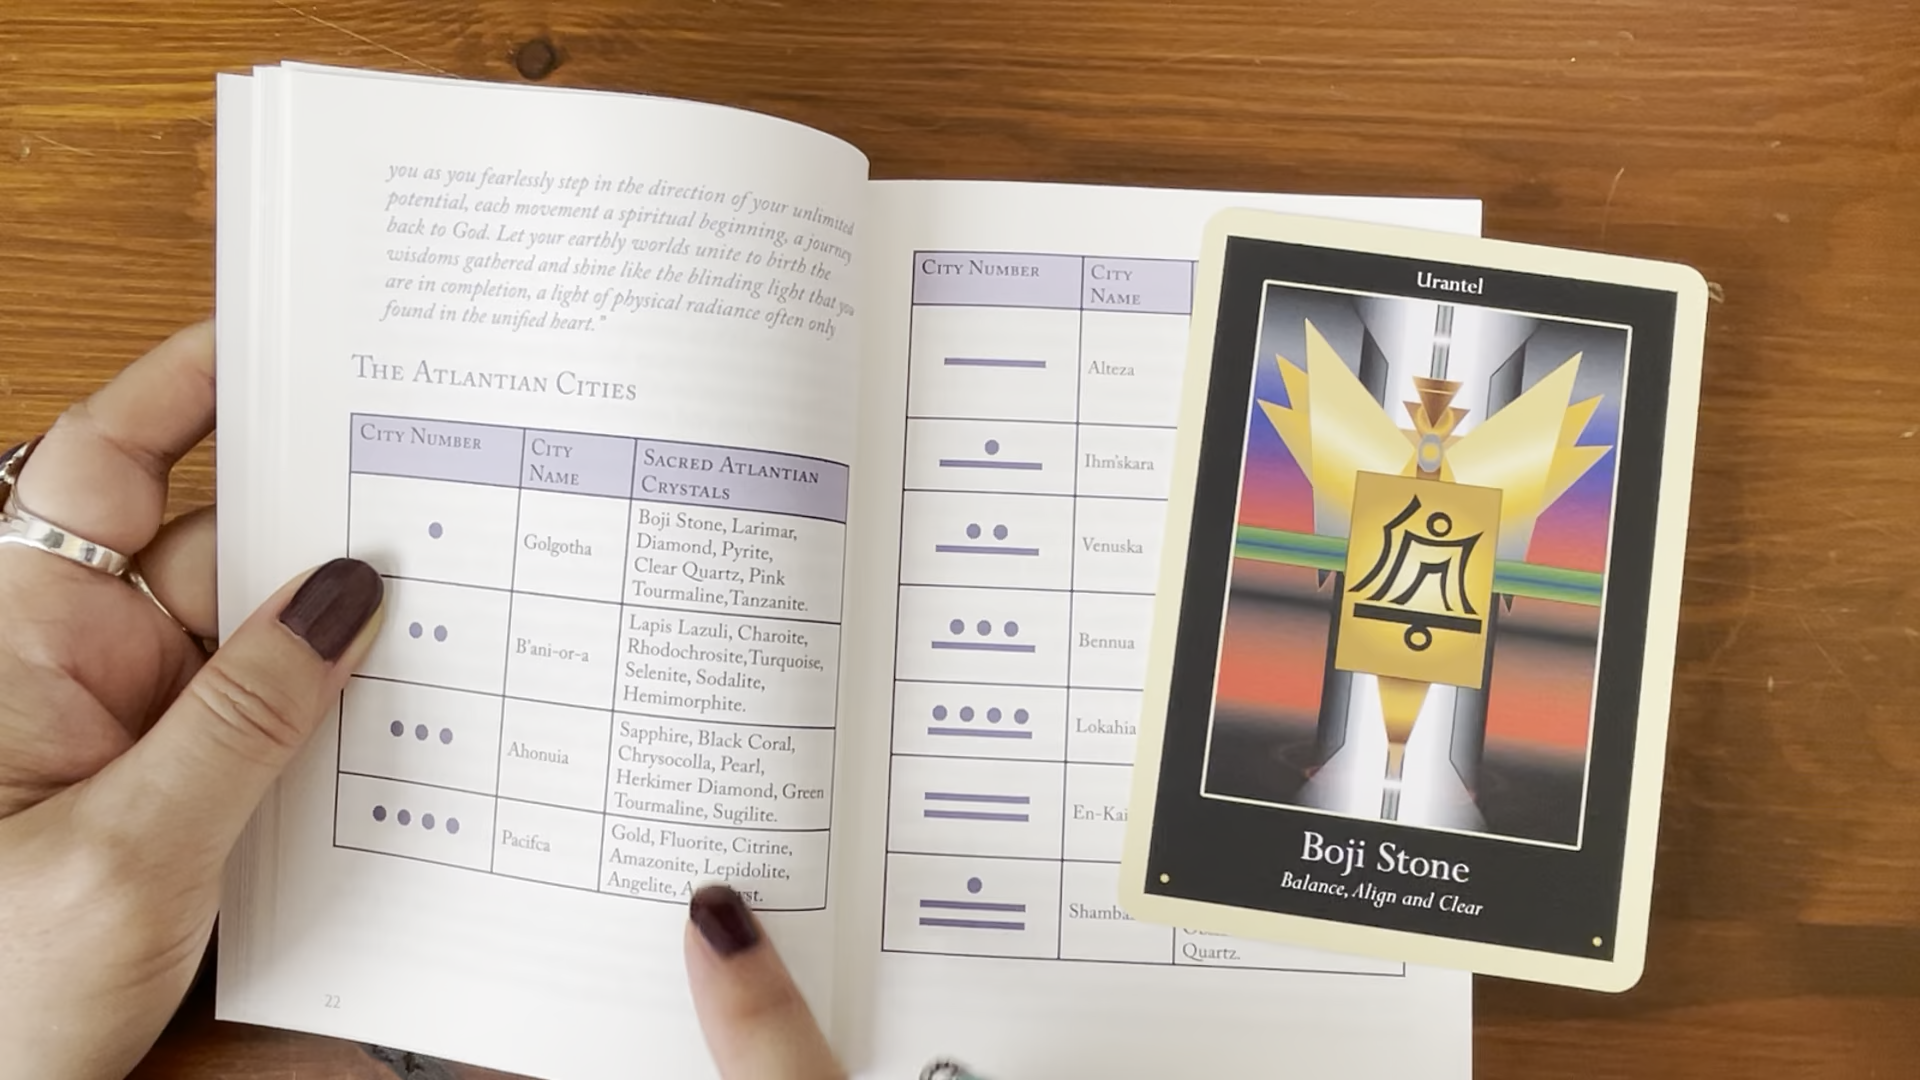 you as you fearlessly step in the direction of your unlimited
potential, each movement a spiritual beginning, a journey
back to God. Let your earthly worlds unite to birth the
wisdoms gathered and shine like the blinding light that you
are in completion, a light of physical radiance often only
found in the unified heart.”
The Atlantian Cities
City Number
City
Name
Sacred Atlantian
Crystals
Golgotha
Boji Stone, Larimar,
Diamond, Pyrite,
Clear Quartz, Pink
Tourmaline, Tanzanite.
B'ani-or-a
Lapis Lazuli, Charoite,
Rhodochrosite, Turquoise,
Selenite, Sodalite,
Hemimorphite.
Ahonuia
Sapphire, Black Coral,
Chrysocolla, Pearl,
Herkimer Diamond, Green
Tourmaline, Sugilite.
Pacifca
Gold, Fluorite, Citrine,
Amazonite, Lepidolite,
Angelite,
22
City Number
City
Name
Alteza
Ihm'skara
Venuska
Bennua
Lokahia
En-Kai
Quartz.
Urantel
Boji Stone
Balance, Align and Clear